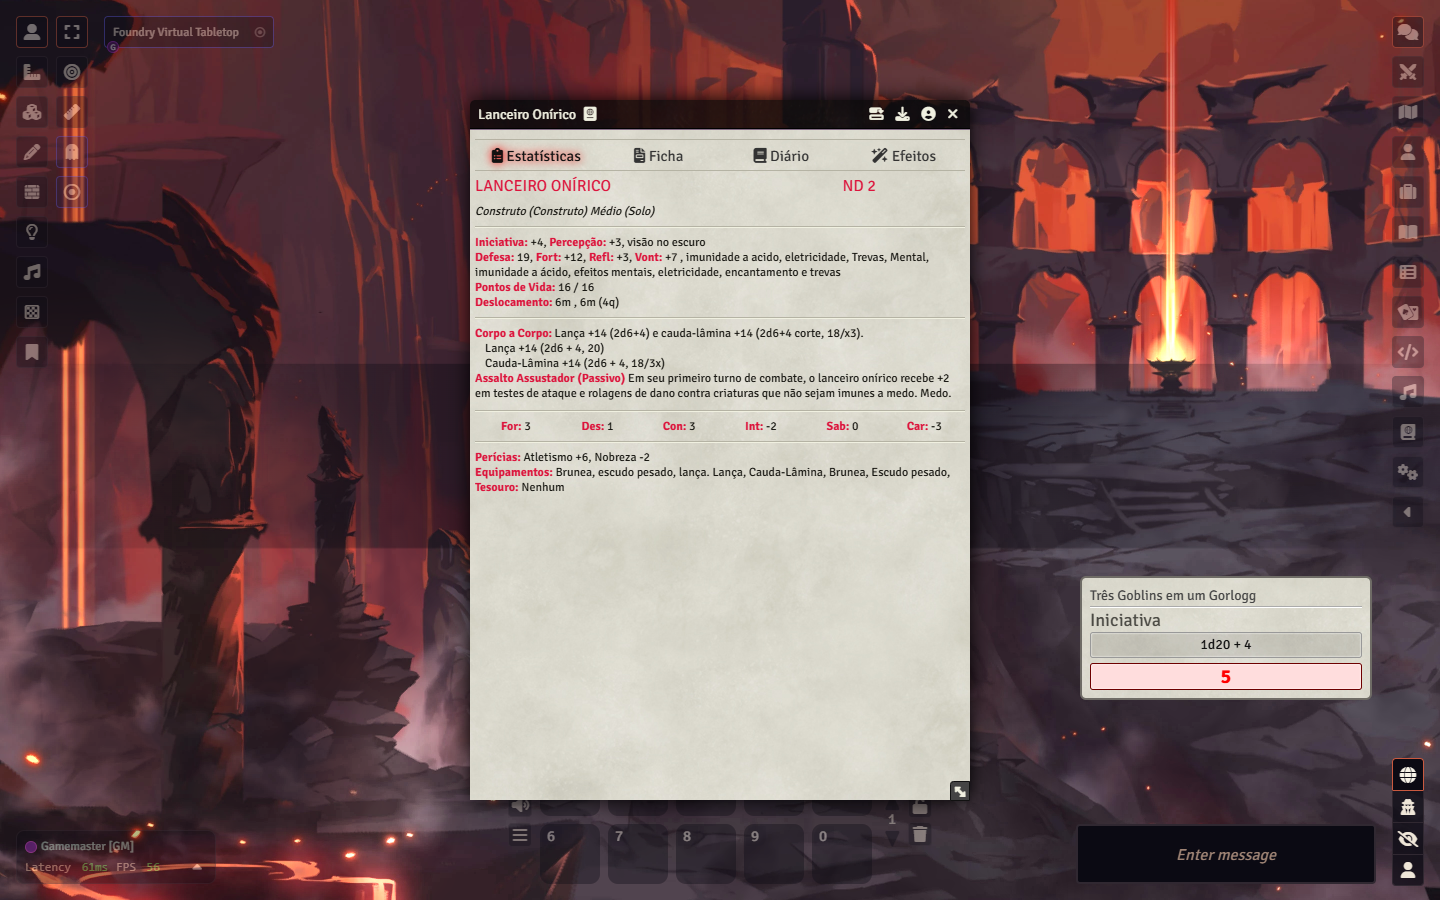 Foundry Virtual Tabletop
G
Lanceiro Onírico
Estatísticas
Ficha
Diário
Efeitos
LANCEIRO ONÍRICO
ND 2
Construto (Construto) Médio (Solo)
Iniciativa: +4, Percepção: +3, visão no escuro
Defesa: 19, Fort: +12, Refl: +3, Vont: +7 , imunidade a acido, eletricidade, Trevas, Mental,
imunidade a ácido, efeitos mentais, eletricidade, encantamento e trevas
Pontos de Vida: 16 / 16
Deslocamento: 6m , 6m (4q)
Corpo a Corpo: Lança +14 (2d6+4) e cauda-lâmina +14 (2d6+4 corte, 18/x3).
Lança +14 (2d6 + 4, 20)
Cauda-Lâmina +14 (2d6 + 4, 18/3x)
Assalto Assustador (Passivo) Em seu primeiro turno de combate, o lanceiro onírico recebe +2
em testes de ataque e rolagens de dano contra criaturas que não sejam imunes a medo. Medo.
For: 3 Des: 1 Con: 3 Int: -2 Sab: 0 Car: -3
Perícias: Atletismo +6, Nobreza -2
Equipamentos: Brunea, escudo pesado, lança. Lança, Cauda-Lâmina, Brunea, Escudo pesado,
Tesouro: Nenhum
Três Goblins em um Gorlogg
Iniciativa
1d20 + 4
5
Enter message
6 7 8 9 0
1
Gamemaster [GM]
Latency 61ms FPS 56